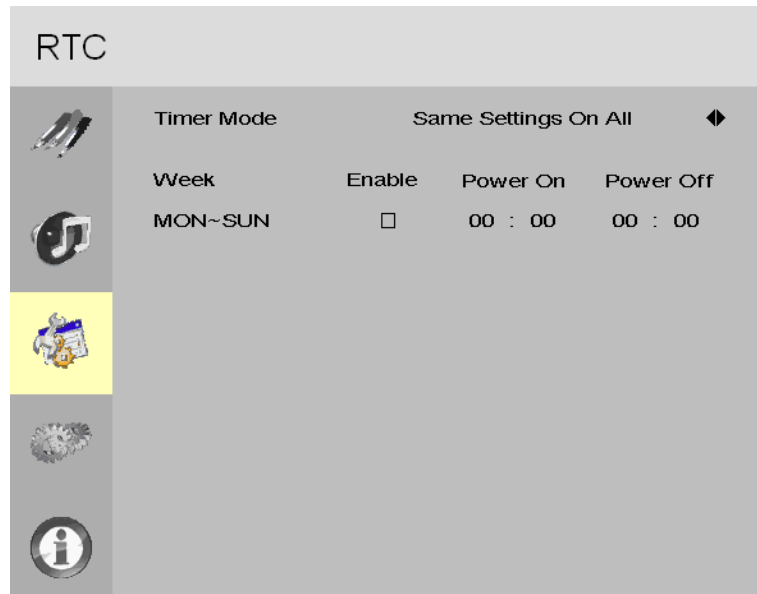 RTC
Timer Mode Same Settings On All
Week Enable Power On Power Off
MON~SUN 00 : 00 00 : 00